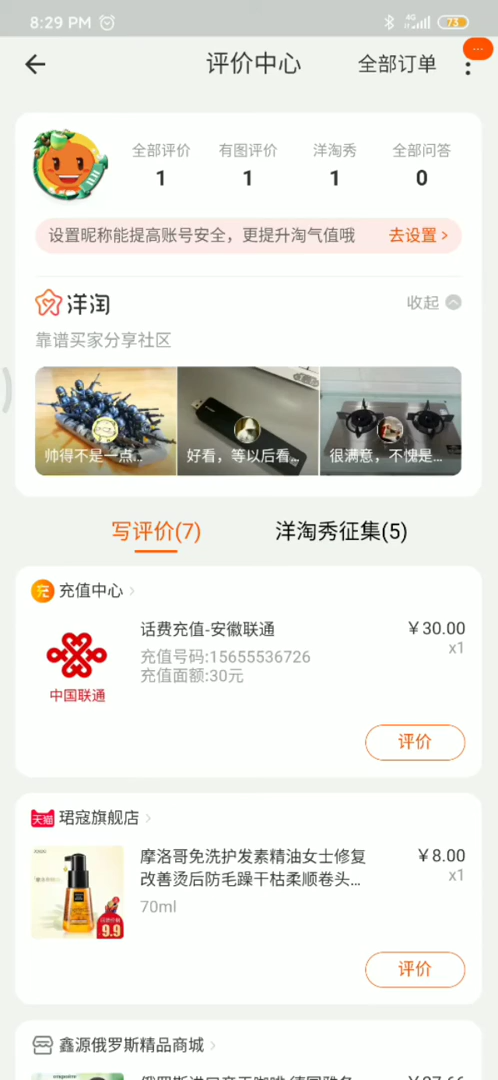 8:29 PM
4G
73
评价中心
全部订单
全部评价
有图评价
洋淘秀
全部问答
1
1
1
0
设置昵称能提高账号安全，更提升淘气值哦
去设置
洋淘
收起
靠谱买家分享社区
帅得不是一点...
好看，等以后看...
很满意，不愧是...
写评价(7)
洋淘秀征集(5)
充
充值中心
话费充值-安徽联通
￥30.00
充值号码:15655536726
x1
充值面额:30元
中国联通
评价
天猫
珺寇旗舰店
摩洛哥免洗护发素精油女士修复
￥8.00
改善烫后防毛躁干枯柔顺卷头...
x1
70ml
9.9
评价
鑫源俄罗斯精品商城